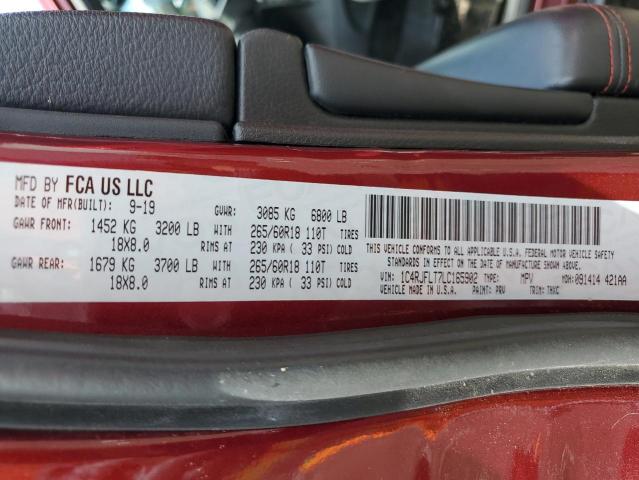 MFD BY FCA US LLC
DATE OF MFR(BUILT): 9-19 GVWR: 3085 KG 6800 LB
GAWR FRONT: 1452 KG 3200 LB WITH 265/60R18 110T TIRES
18X8.0 RIMS AT 230 KPA ( 33 PSI) COLD
GAWR REAR: 1679 KG 3700 LB WITH 265/60R18 110T TIRES
18X8.0 RIMS AT 230 KPA ( 33 PSI) COLD
THIS VEHICLE CONFORMS TO ALL APPLICABLE U.S.A. FEDERAL MOTOR VEHICLE SAFETY
STANDARDS IN EFFECT ON THE DATE OF MANUFACTURE SHOWN ABOVE.
VIN: 1C4RJFLT7LC165902 TYPE: MPV MDH:091414 421AA
MADE IN U.S.A. PAINT: PRV TRIM: THXC